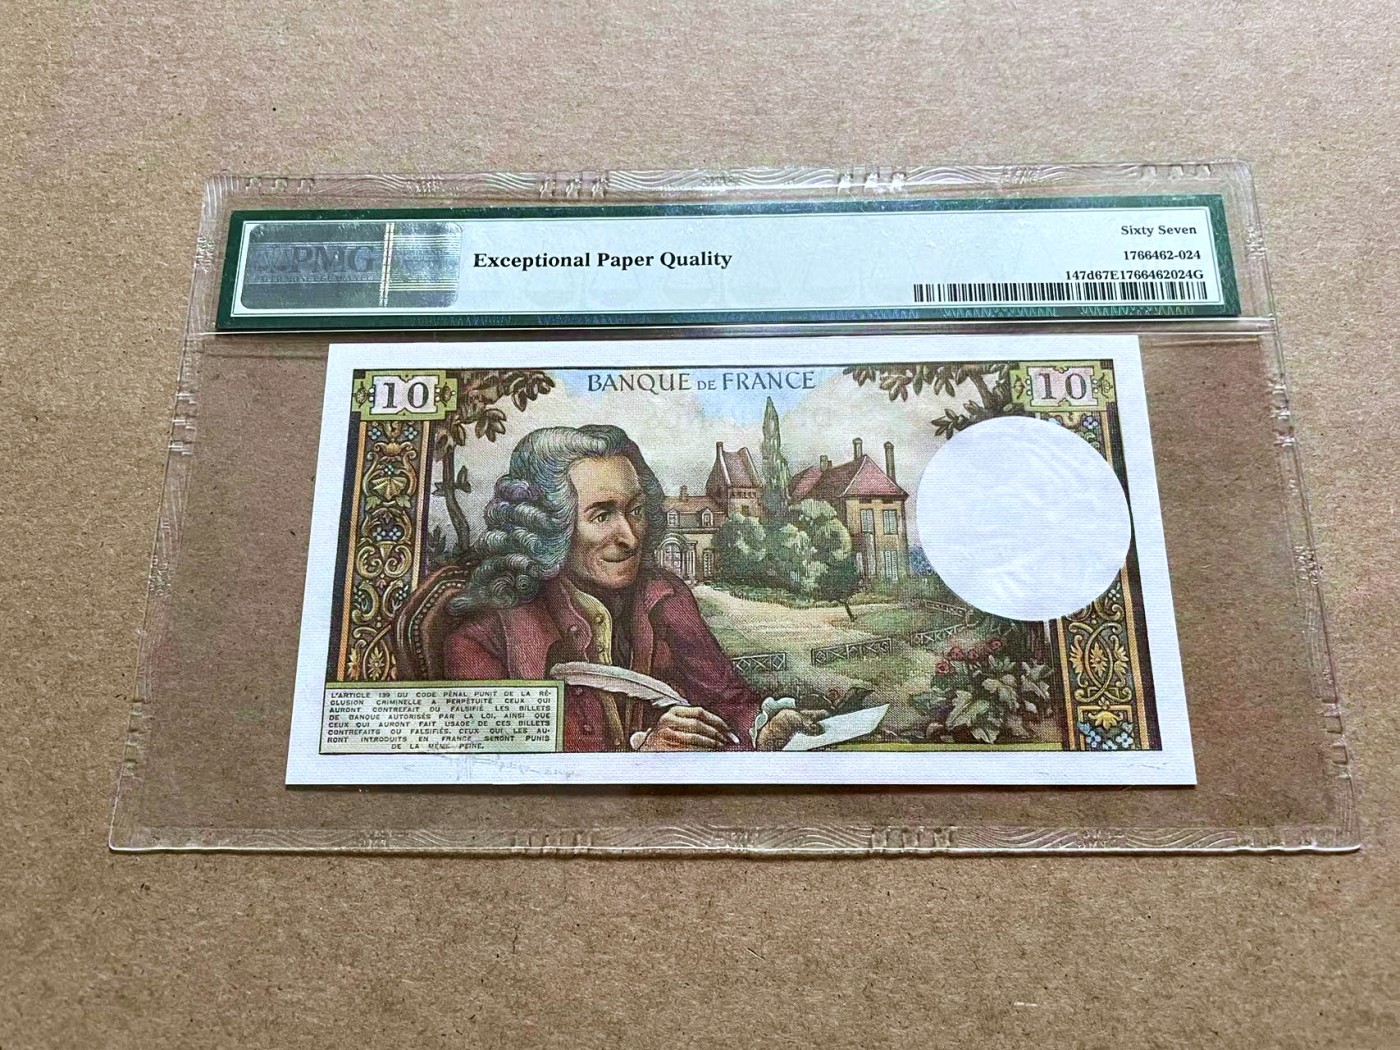 PMG
Exceptional Paper Quality
Sixty Seven
1766462-024
147d67E1766462024G
10
BANQUE DE FRANCE
10
L'ARTICLE 139 DU CODE PÉNAL PUNIT DE LA RÉ-
CLUSION CRIMINELLE A PERPÉTUITÉ CEUX QUI
AURONT CONTREFAIT OU FALSIFIÉ LES BILLETS
DE BANQUE AUTORISÉS PAR LA LOI, AINSI QUE
CEUX QUI AURONT FAIT USAGE DE CES BILLETS
CONTREFAITS OU FALSIFIÉS. CEUX QUI LES AU-
RONT INTRODUITS EN FRANCE SERONT PUNIS
DE LA MÊME PEINE.